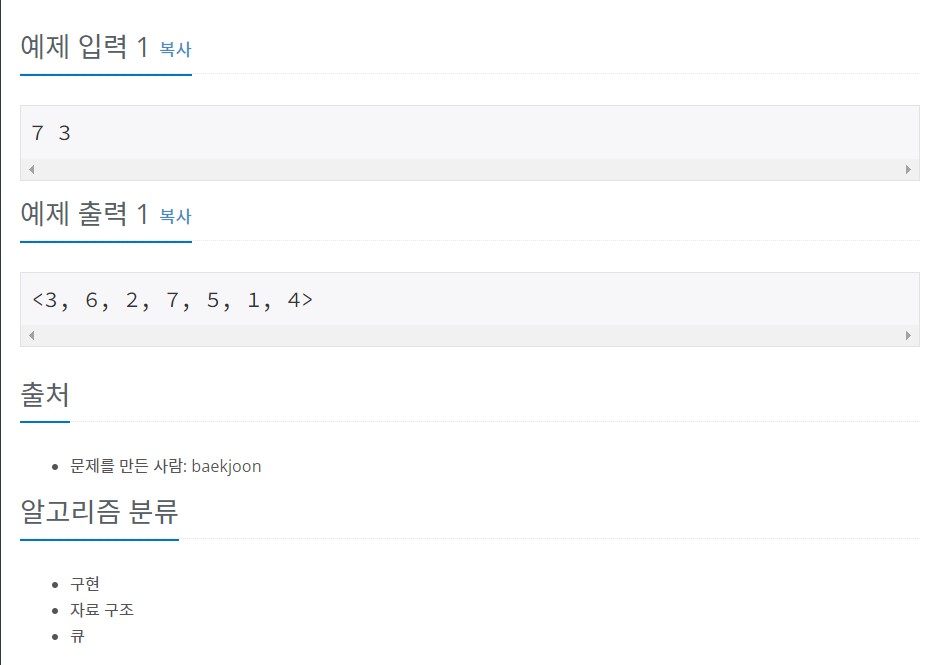 예제 입력 1 복사
7 3
예제 출력 1 복사
<3, 6, 2, 7, 5, 1, 4>
출처
문제를 만든 사람: baekjoon
알고리즘 분류
구현
자료 구조
큐